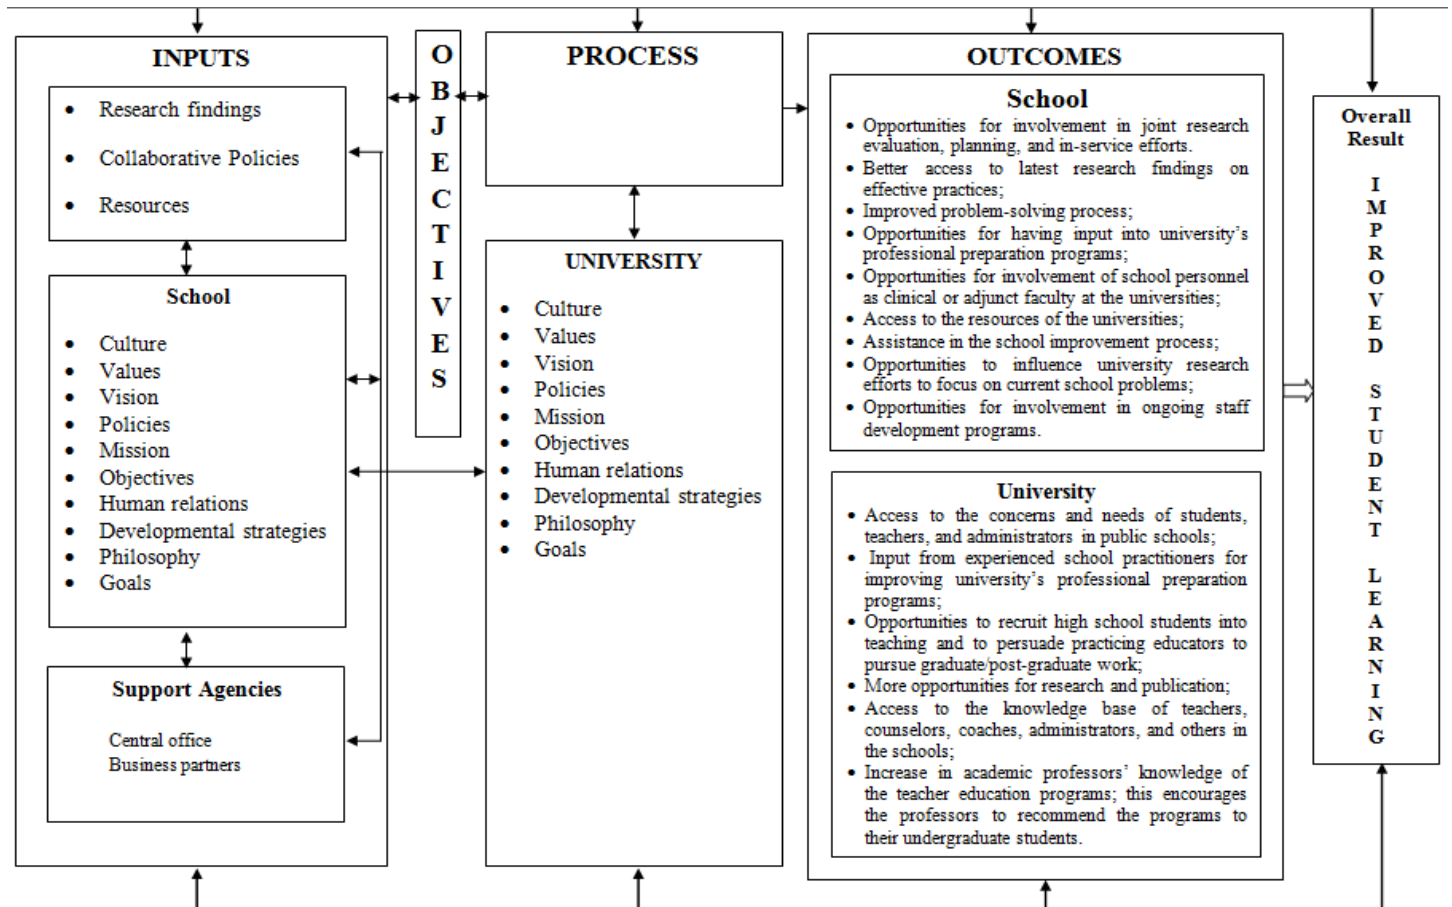 INPUTS
• Research findings
• Collaborative Policies
• Resources
School
• Culture
• Values
• Vision
• Policies
• Mission
• Objectives
• Human relations
• Developmental strategies
• Philosophy
• Goals
Support Agencies
Central office
Business partners
O
B
J
E
C
T
I
V
E
S
PROCESS
UNIVERSITY
• Culture
• Values
• Vision
• Policies
• Mission
• Objectives
• Human relations
• Developmental strategies
• Philosophy
• Goals
OUTCOMES
School
• Opportunities for involvement in joint research
evaluation, planning, and in-service efforts.
• Better access to latest research findings on
effective practices;
• Improved problem-solving process;
• Opportunities for having input into university’s
professional preparation programs;
• Opportunities for involvement of school personnel
as clinical or adjunct faculty at the universities;
• Access to the resources of the universities;
• Assistance in the school improvement process;
• Opportunities to influence university research
efforts to focus on current school problems;
• Opportunities for involvement in ongoing staff
development programs.
University
• Access to the concerns and needs of students,
teachers, and administrators in public schools;
• Input from experienced school practitioners for
improving university’s professional preparation
programs;
• Opportunities to recruit high school students into
teaching and to persuade practicing educators to
pursue graduate/post-graduate work;
• More opportunities for research and publication;
• Access to the knowledge base of teachers,
counselors, coaches, administrators, and others in
the schools;
• Increase in academic professors’ knowledge of
the teacher education programs; this encourages
the professors to recommend the programs to
their undergraduate students.
Overall
Result
I
M
P
R
O
V
E
D
S
T
U
D
E
N
T
L
E
A
R
N
I
N
G